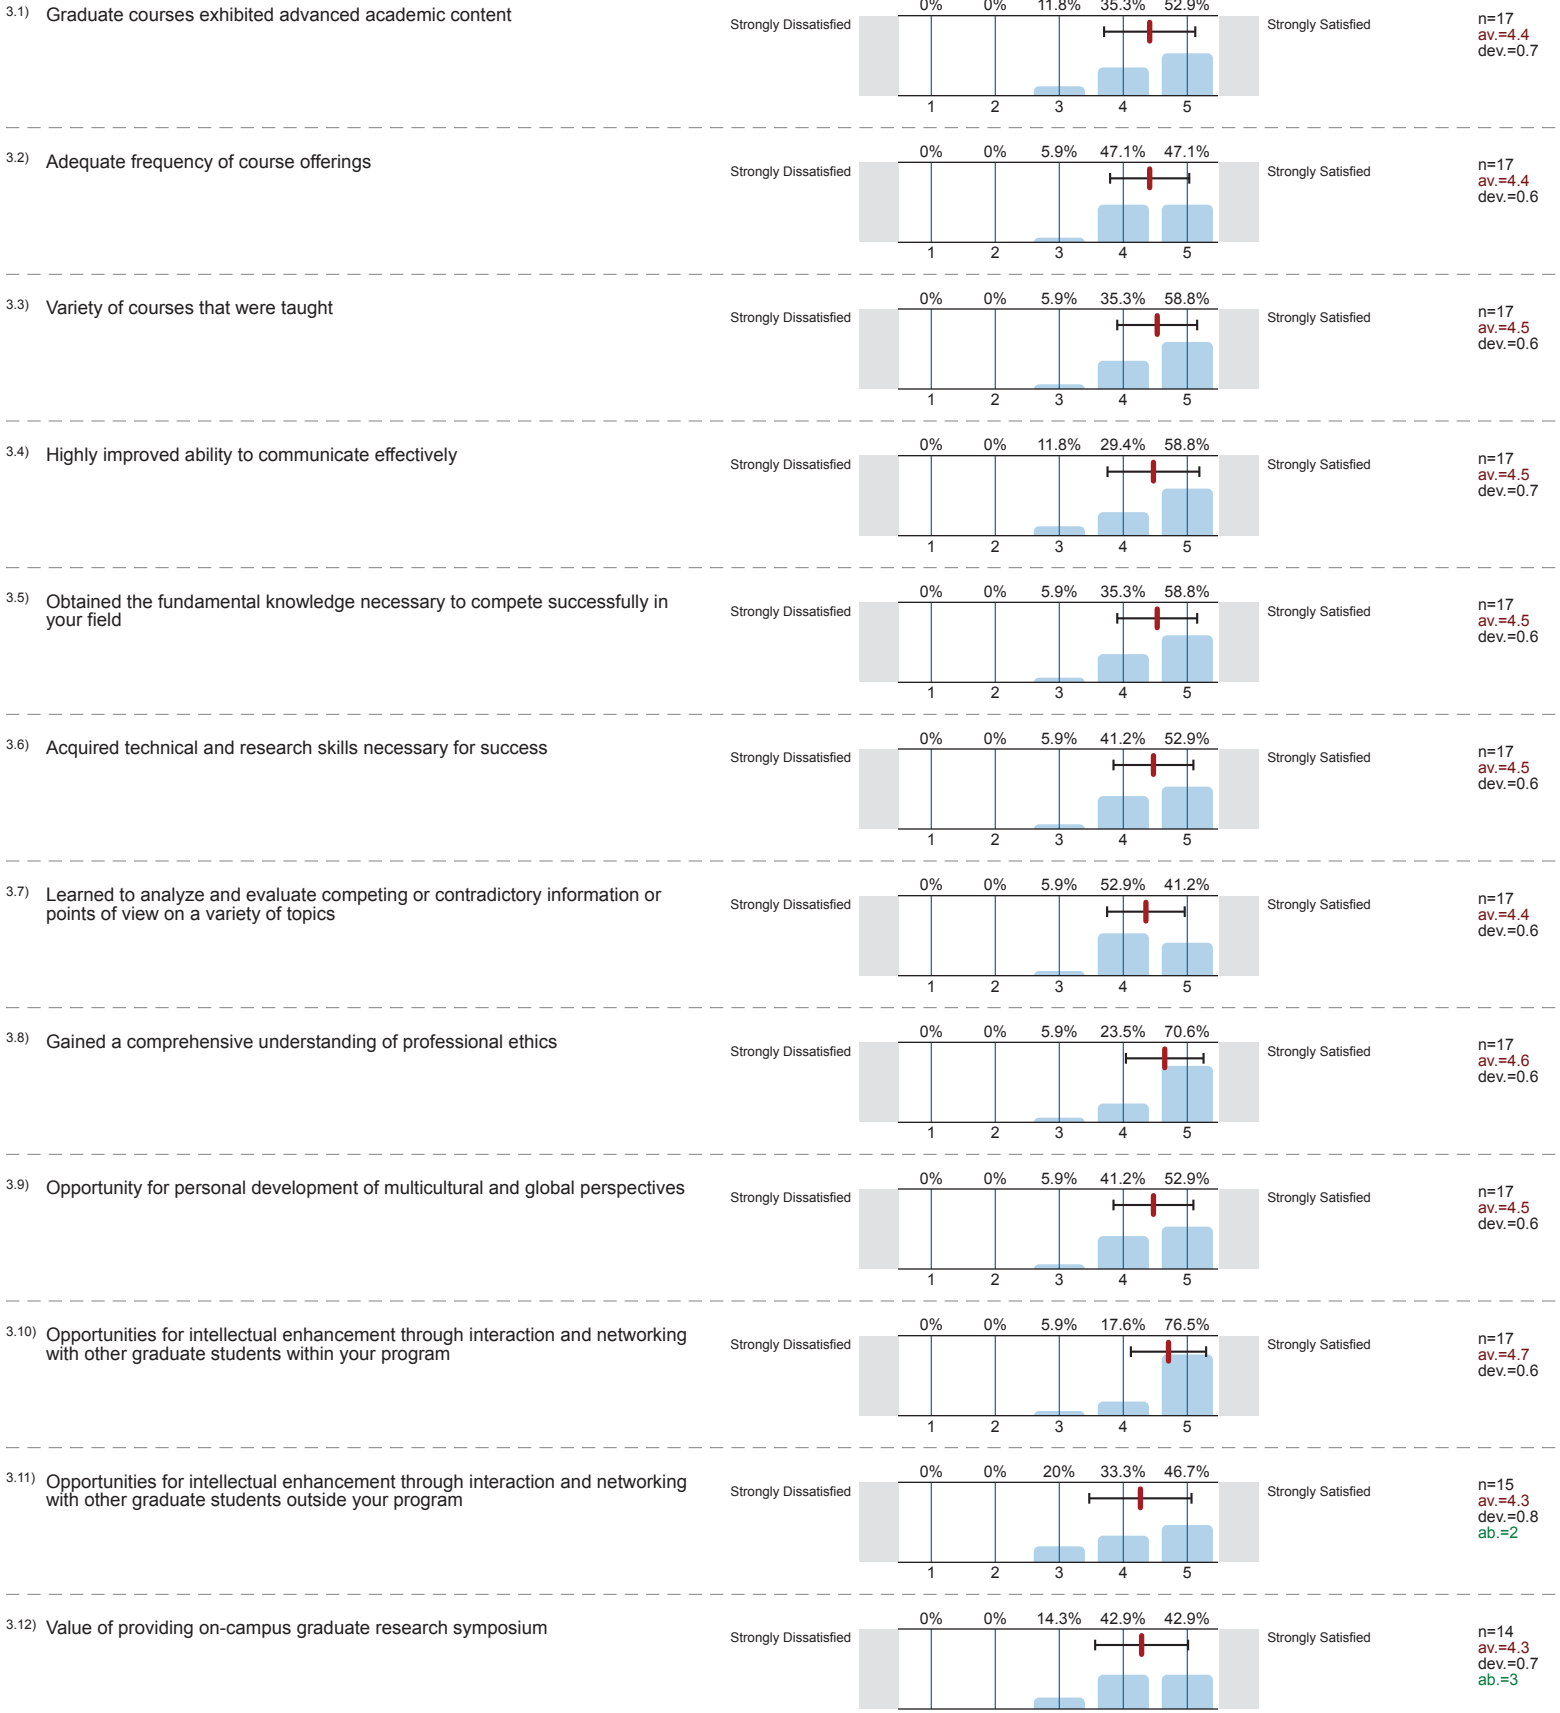 3.1) Graduate courses exhibited advanced academic content
0% 0% 11.8% 35.3% 52.9%
Strongly Dissatisfied Strongly Satisfied
n=17
av.=4.4
dev.=0.7
1 2 3 4 5
3.2) Adequate frequency of course offerings
0% 0% 5.9% 47.1% 47.1%
Strongly Dissatisfied Strongly Satisfied
n=17
av.=4.4
dev.=0.6
1 2 3 4 5
3.3) Variety of courses that were taught
0% 0% 5.9% 35.3% 58.8%
Strongly Dissatisfied Strongly Satisfied
n=17
av.=4.5
dev.=0.6
1 2 3 4 5
3.4) Highly improved ability to communicate effectively
0% 0% 11.8% 29.4% 58.8%
Strongly Dissatisfied Strongly Satisfied
n=17
av.=4.5
dev.=0.7
1 2 3 4 5
3.5) Obtained the fundamental knowledge necessary to compete successfully in
your field
0% 0% 5.9% 35.3% 58.8%
Strongly Dissatisfied Strongly Satisfied
n=17
av.=4.5
dev.=0.6
1 2 3 4 5
3.6) Acquired technical and research skills necessary for success
0% 0% 5.9% 41.2% 52.9%
Strongly Dissatisfied Strongly Satisfied
n=17
av.=4.5
dev.=0.6
1 2 3 4 5
3.7) Learned to analyze and evaluate competing or contradictory information or
points of view on a variety of topics
0% 0% 5.9% 52.9% 41.2%
Strongly Dissatisfied Strongly Satisfied
n=17
av.=4.4
dev.=0.6
1 2 3 4 5
3.8) Gained a comprehensive understanding of professional ethics
0% 0% 5.9% 23.5% 70.6%
Strongly Dissatisfied Strongly Satisfied
n=17
av.=4.6
dev.=0.6
1 2 3 4 5
3.9) Opportunity for personal development of multicultural and global perspectives
0% 0% 5.9% 41.2% 52.9%
Strongly Dissatisfied Strongly Satisfied
n=17
av.=4.5
dev.=0.6
1 2 3 4 5
3.10) Opportunities for intellectual enhancement through interaction and networking
with other graduate students within your program
0% 0% 5.9% 17.6% 76.5%
Strongly Dissatisfied Strongly Satisfied
n=17
av.=4.7
dev.=0.6
1 2 3 4 5
3.11) Opportunities for intellectual enhancement through interaction and networking
with other graduate students outside your program
0% 0% 20% 33.3% 46.7%
Strongly Dissatisfied Strongly Satisfied
n=15
av.=4.3
dev.=0.8
ab.=2
1 2 3 4 5
3.12) Value of providing on-campus graduate research symposium
0% 0% 14.3% 42.9% 42.9%
Strongly Dissatisfied Strongly Satisfied
n=14
av.=4.3
dev.=0.7
ab.=3